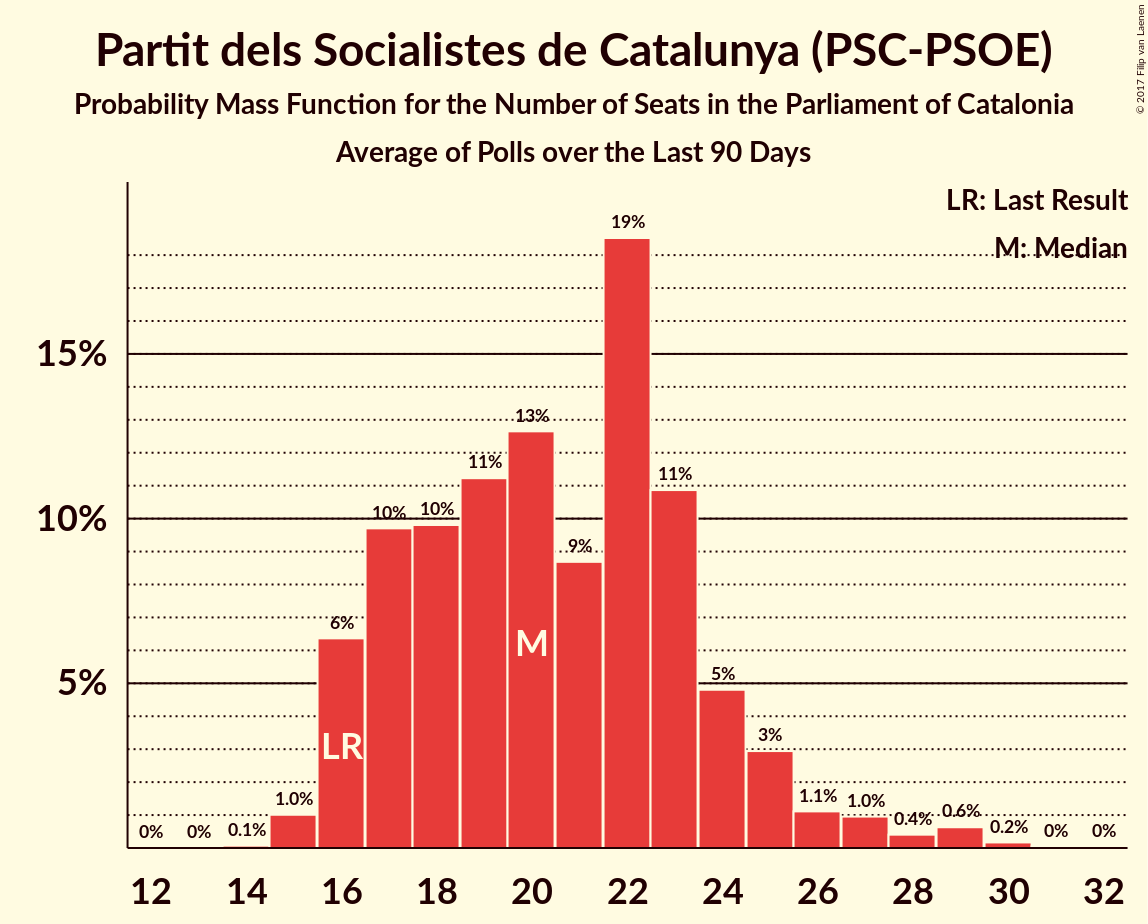 Partit dels Socialistes de Catalunya (PSC-PSOE)
Probability Mass Function for the Number of Seats in the Parliament of Catalonia
Average of Polls over the Last 90 Days
© 2017 Filip van Laenen
LR: Last Result
M: Median
15%
10%
5%
0%
0%
0.1%
1.0%
6%
10%
10%
11%
13%
9%
19%
11%
5%
3%
1.1%
1.0%
0.4%
0.6%
0.2%
0%
0%
LR
M
12 14 16 18 20 22 24 26 28 30 32